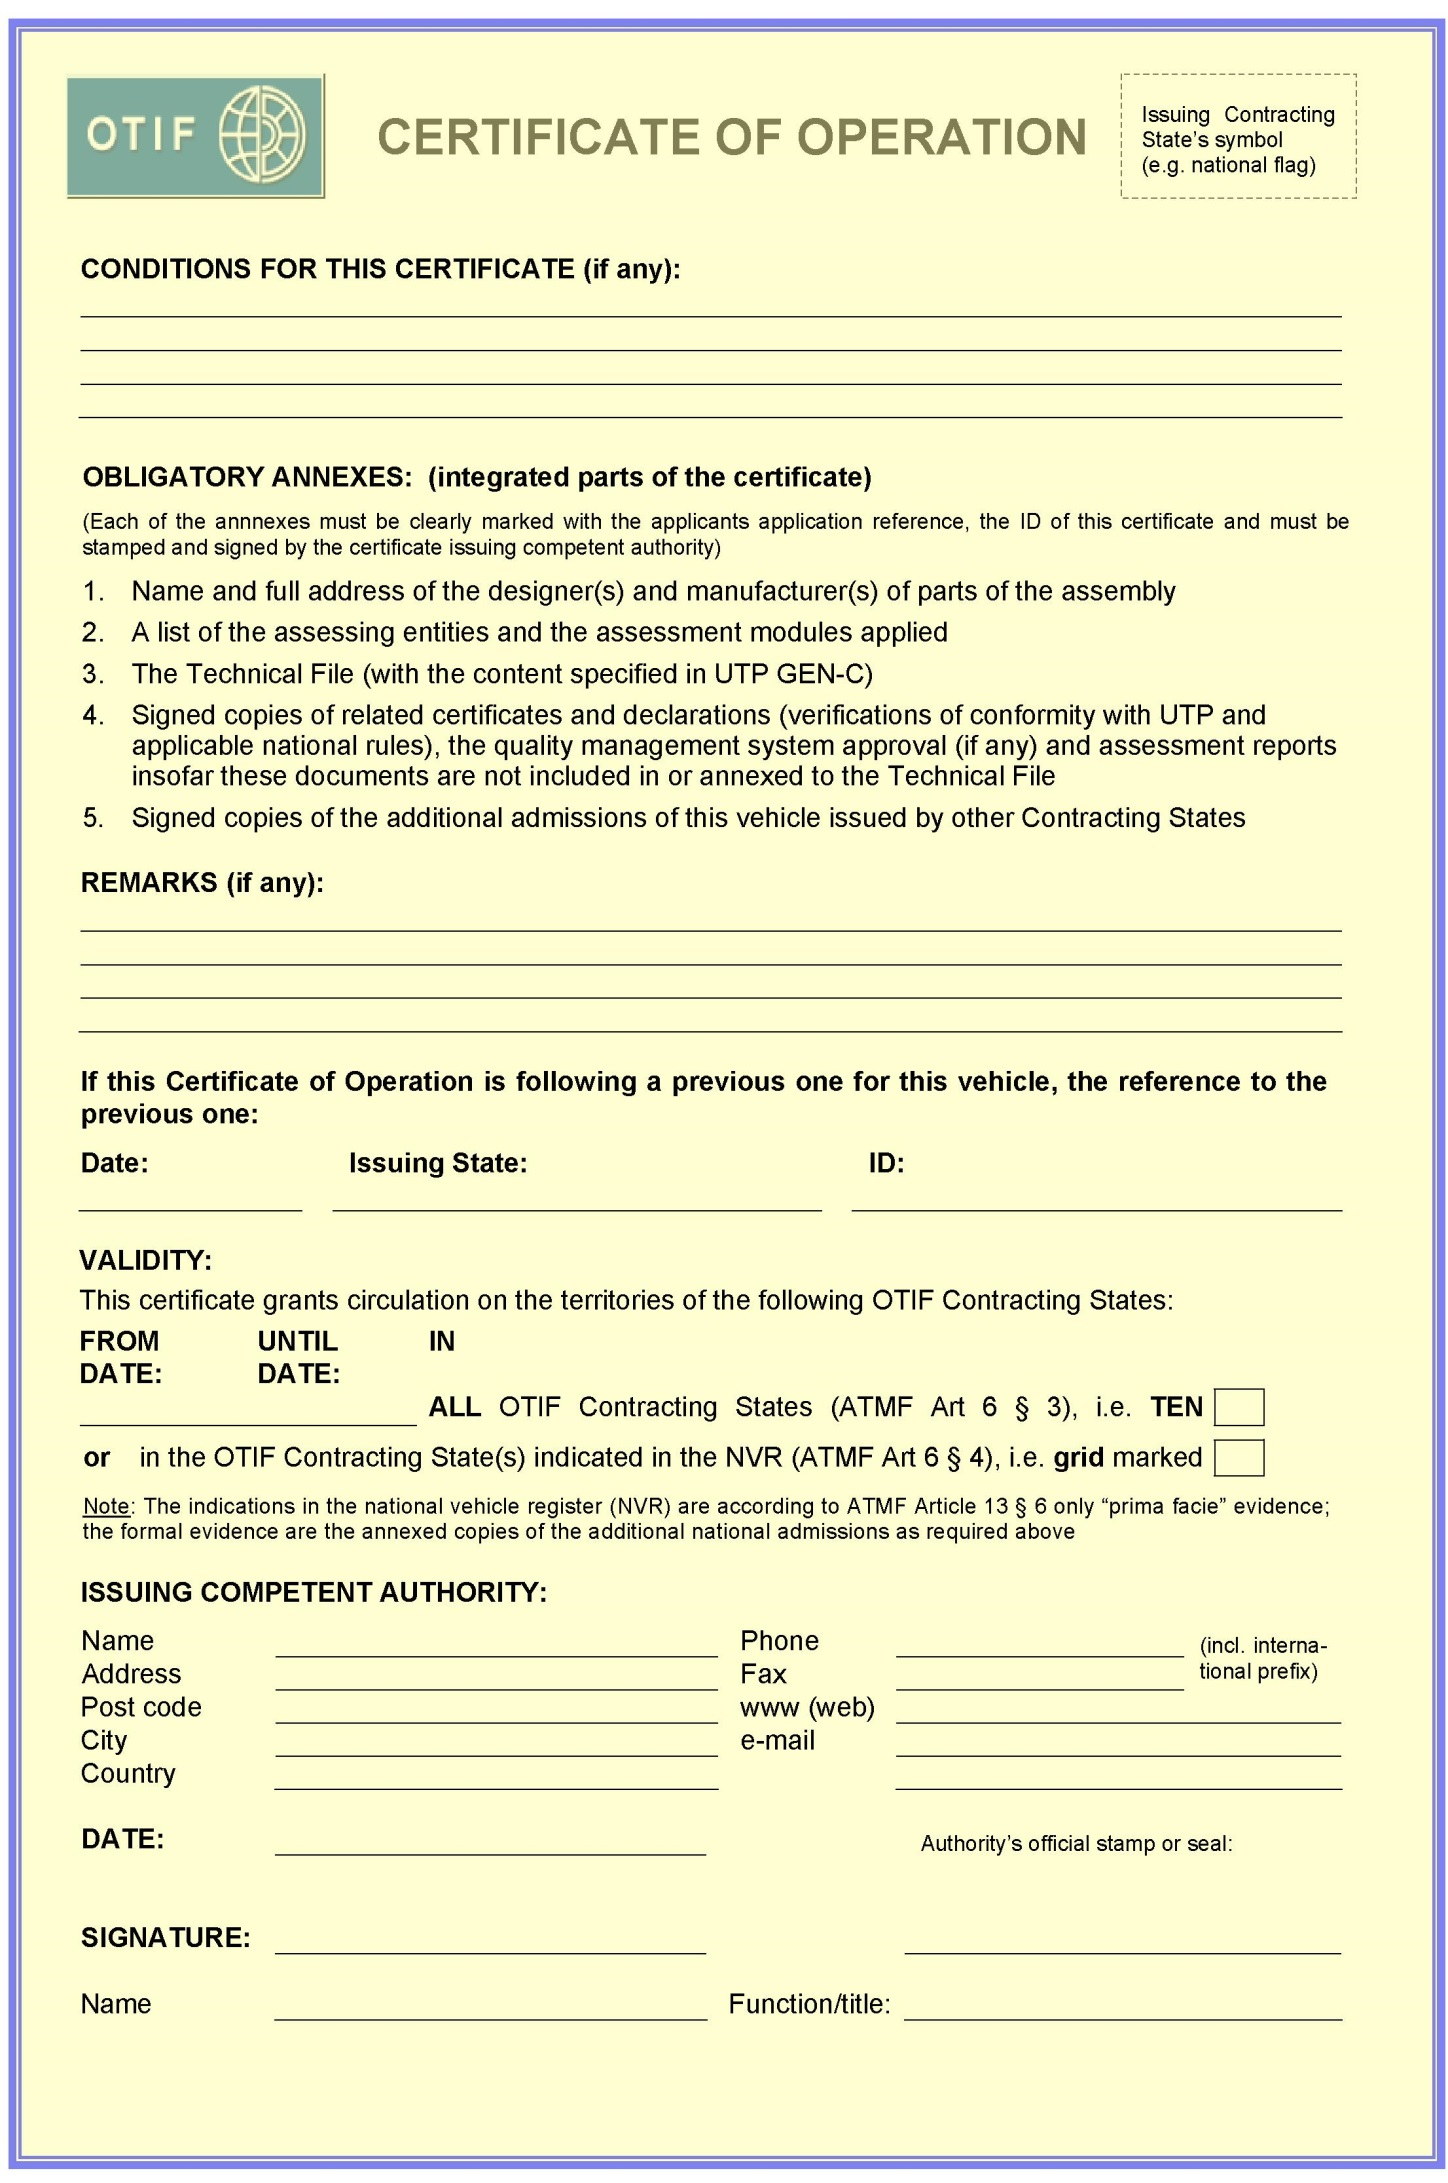 OTIF
CERTIFICATE OF OPERATION
Issuing Contracting
State’s symbol
(e.g. national flag)
CONDITIONS FOR THIS CERTIFICATE (if any):
OBLIGATORY ANNEXES: (integrated parts of the certificate)
(Each of the annnexes must be clearly marked with the applicants application reference, the ID of this certificate and must be
stamped and signed by the certificate issuing competent authority)
1. Name and full address of the designer(s) and manufacturer(s) of parts of the assembly
2. A list of the assessing entities and the assessment modules applied
3. The Technical File (with the content specified in UTP GEN-C)
4. Signed copies of related certificates and declarations (verifications of conformity with UTP and
applicable national rules), the quality management system approval (if any) and assessment reports
insofar these documents are not included in or annexed to the Technical File
5. Signed copies of the additional admissions of this vehicle issued by other Contracting States
REMARKS (if any):
If this Certificate of Operation is following a previous one for this vehicle, the reference to the
previous one:
Date: Issuing State: ID:
VALIDITY:
This certificate grants circulation on the territories of the following OTIF Contracting States:
FROM UNTIL IN
DATE: DATE:
ALL OTIF Contracting States (ATMF Art 6 § 3), i.e. TEN
or in the OTIF Contracting State(s) indicated in the NVR (ATMF Art 6 § 4), i.e. grid marked
Note: The indications in the national vehicle register (NVR) are according to ATMF Article 13 § 6 only “prima facie” evidence;
the formal evidence are the annexed copies of the additional national admissions as required above
ISSUING COMPETENT AUTHORITY:
Name Phone (incl. interna-
Address Fax tional prefix)
Post code www (web)
City e-mail
Country
DATE: Authority’s official stamp or seal:
SIGNATURE:
Name Function/title: